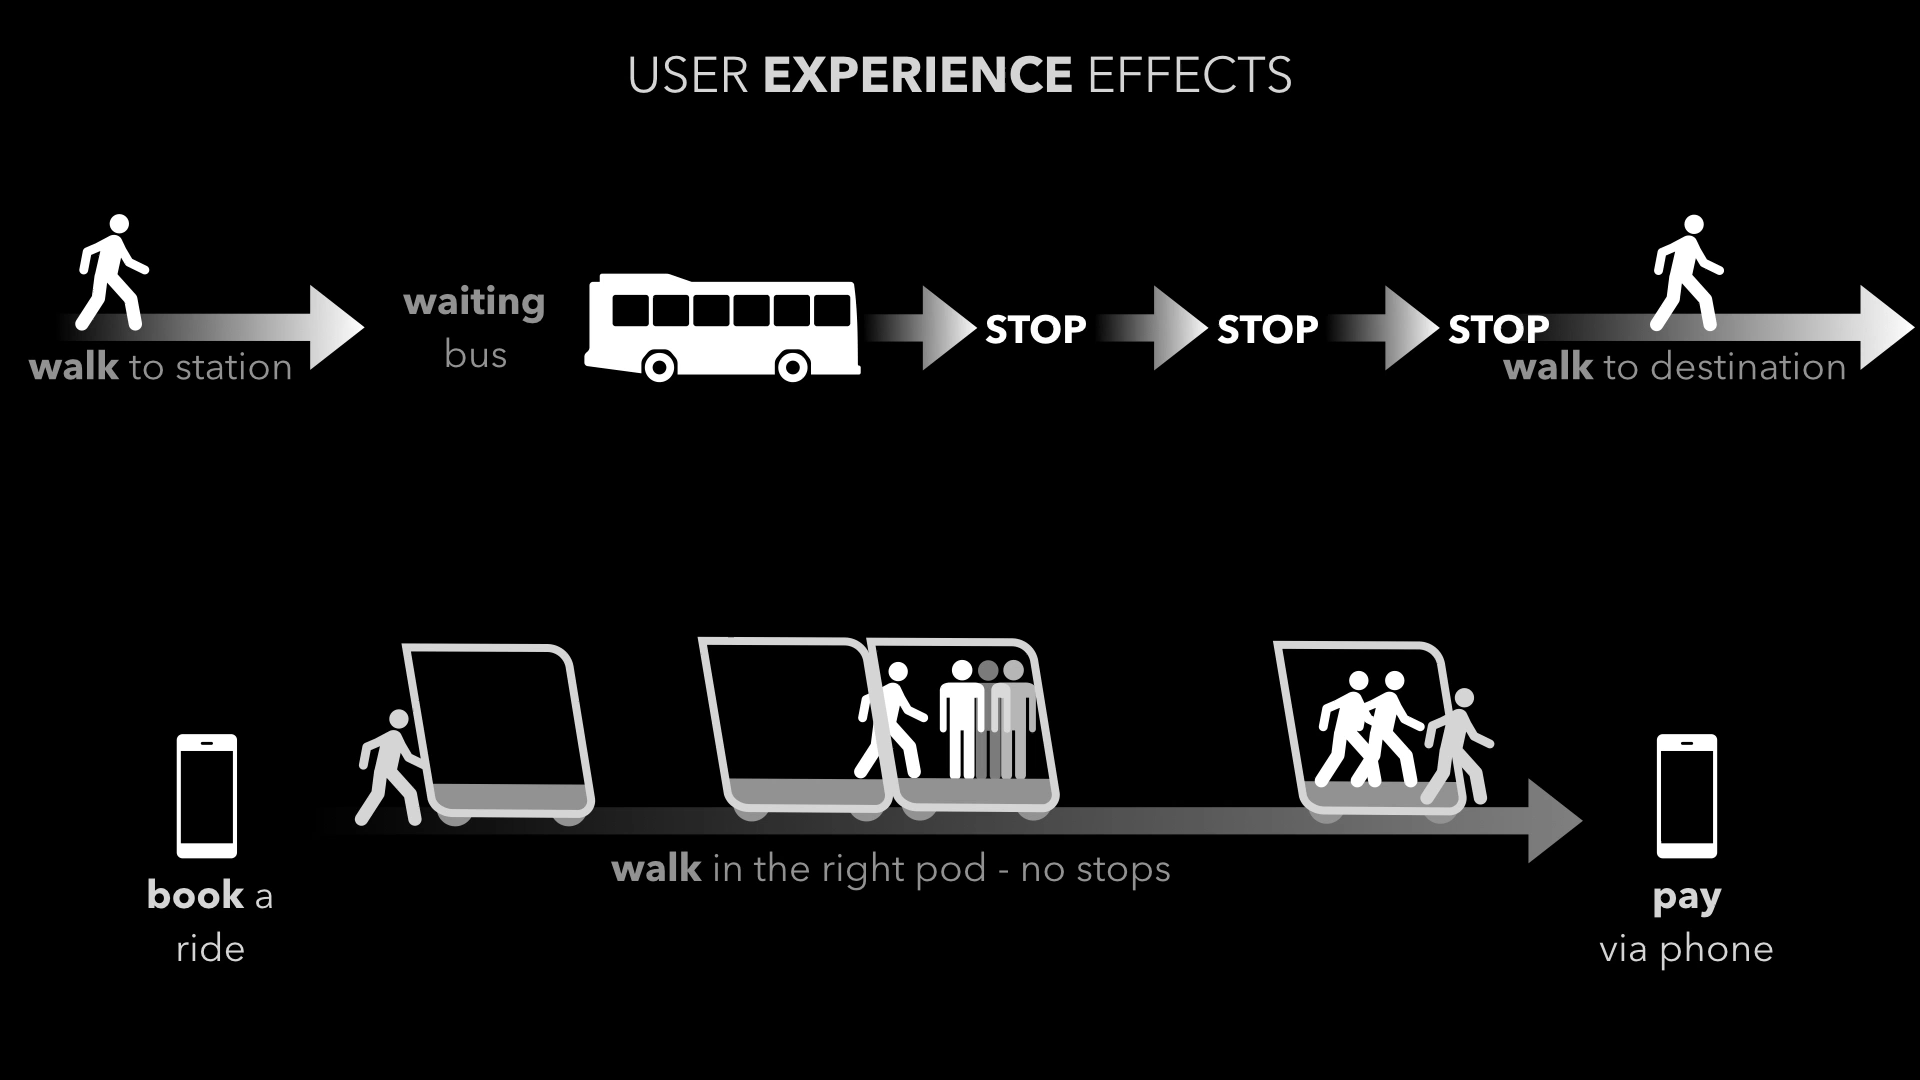 USER EXPERIENCE EFFECTS
walk to station
waiting
bus
STOP
STOP
STOP
walk to destination
book a
ride
walk in the right pod - no stops
pay
via phone